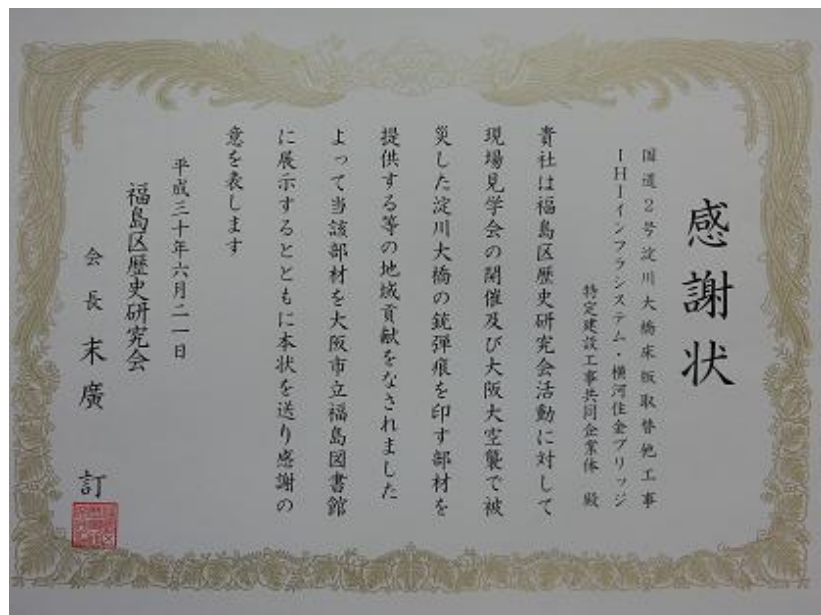 感謝状
国道２号淀川大橋床版取替他工事
ＩＨＩインフラシステム・横河住金ブリッジ
特定建設工事共同企業体　殿
貴社は福島区歴史研究会活動に対して
現場見学会の開催及び大阪大空襲で被
災した淀川大橋の銃弾痕を印す部材を
提供する等の地域貢献をなされました
よって当該部材を大阪市立福島図書館
に展示するとともに本状を送り感謝の
意を表します
平成三十年六月二一日
福島区歴史研究会
会長　末廣　訂